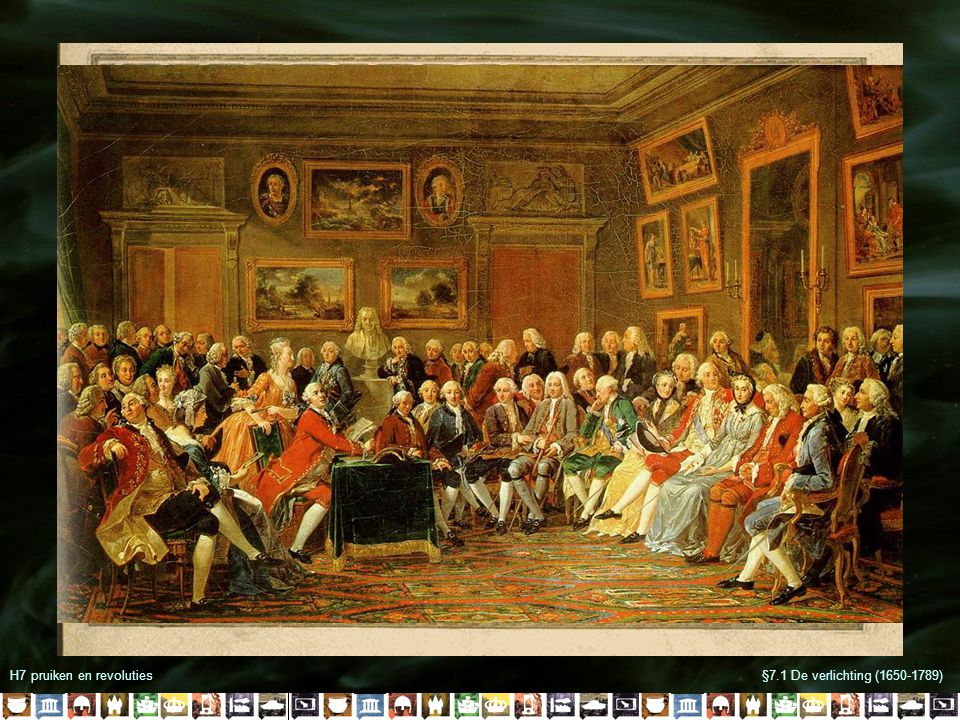 H7 pruiken en revoluties
§7.1 De verlichting (1650-1789)